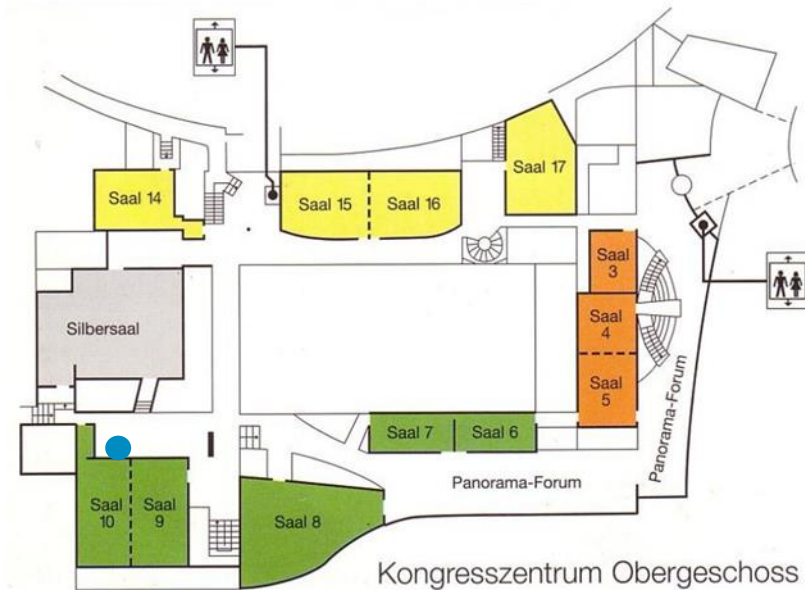 Saal 17
Saal 14
Saal 15
Saal 16
Saal
3
Silbersaal
Saal
4
Saal
5
Saal 7
Saal 6
Panorama-Forum
Panorama-Forum
Saal
10
Saal
9
Saal 8
Kongresszentrum Obergeschoss